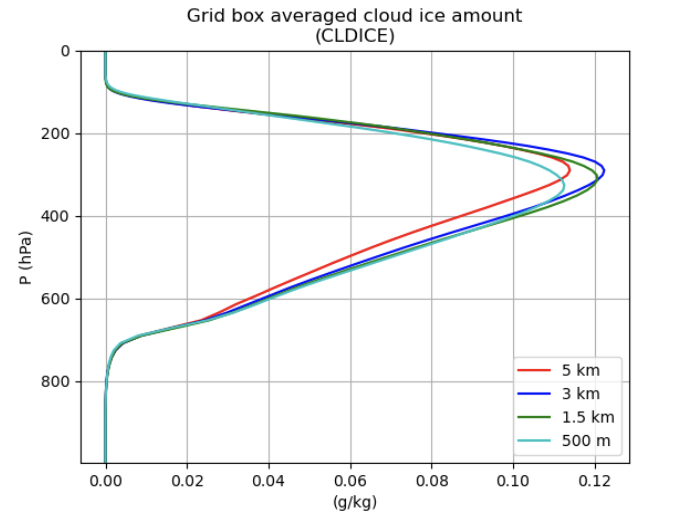 Grid box averaged cloud ice amount
(CLDICE)
0
200
400
600
800
P (hPa)
5 km
3 km
1.5 km
500 m
0.00 0.02 0.04 0.06 0.08 0.10 0.12
(g/kg)